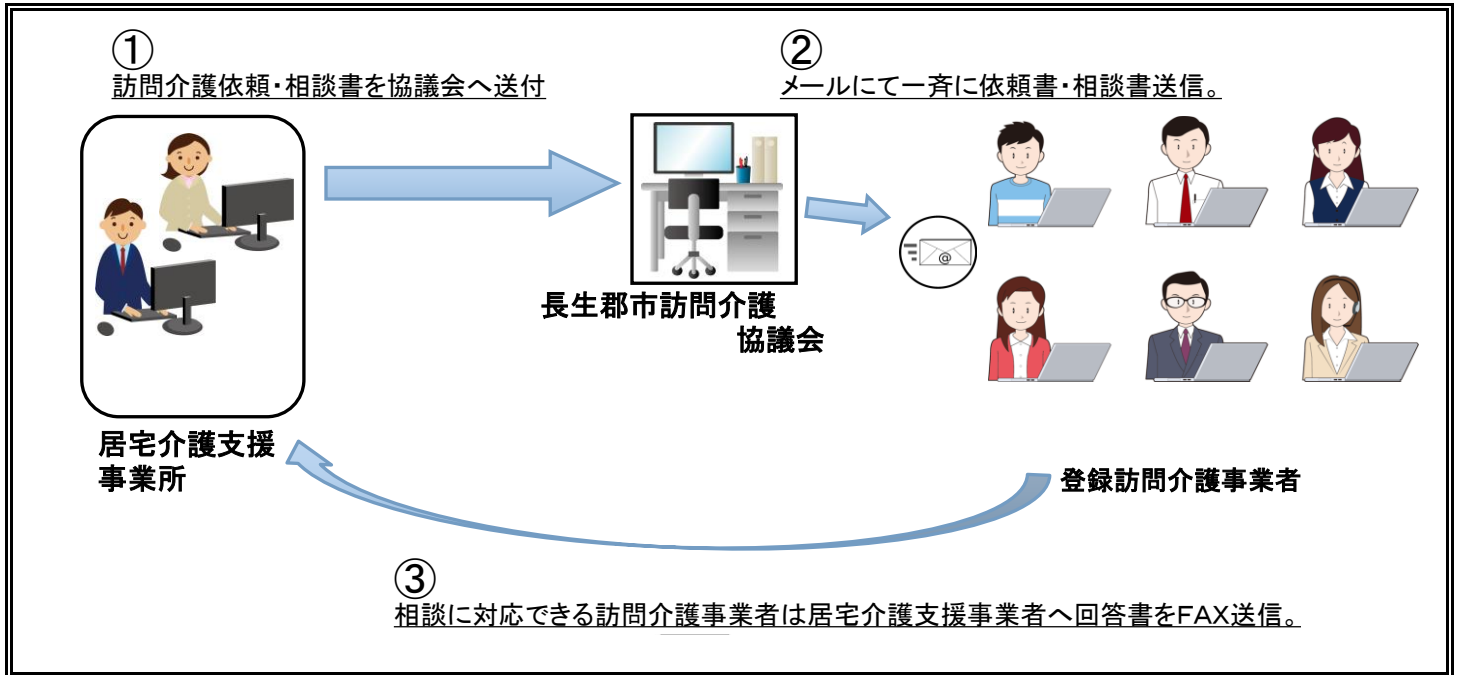 ①
訪問介護依頼・相談書を協議会へ送付
②
メールにて一斉に依頼書・相談書送信。
@
長生郡市訪問介護
協議会
居宅介護支援
事業所
登録訪問介護事業者
③
相談に対応できる訪問介護事業者は居宅介護支援事業者へ回答書をFAX送信。